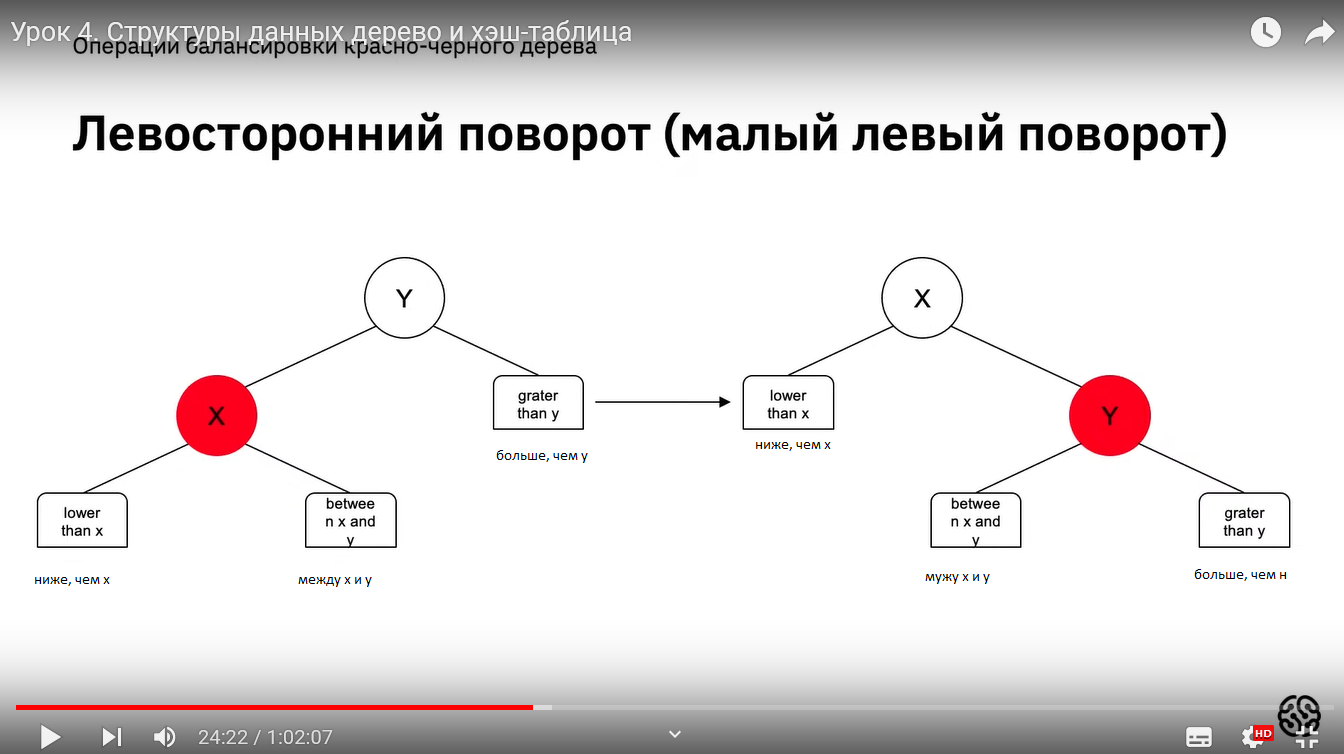 Урок 4. Структуры данных дерево и хэш-таблица
Операции балансировки красно-черного дерева
Левосторонний поворот (малый левый поворот)
Y
X
X
grater
than y
больше, чем y
lower
than x
ниже, чем x
Y
lower
than x
ниже, чем x
betwee
n x and
y
между x и y
betwee
n x and
y
мужу x и y
grater
than y
больше, чем н
24:22 / 1:02:07
HD